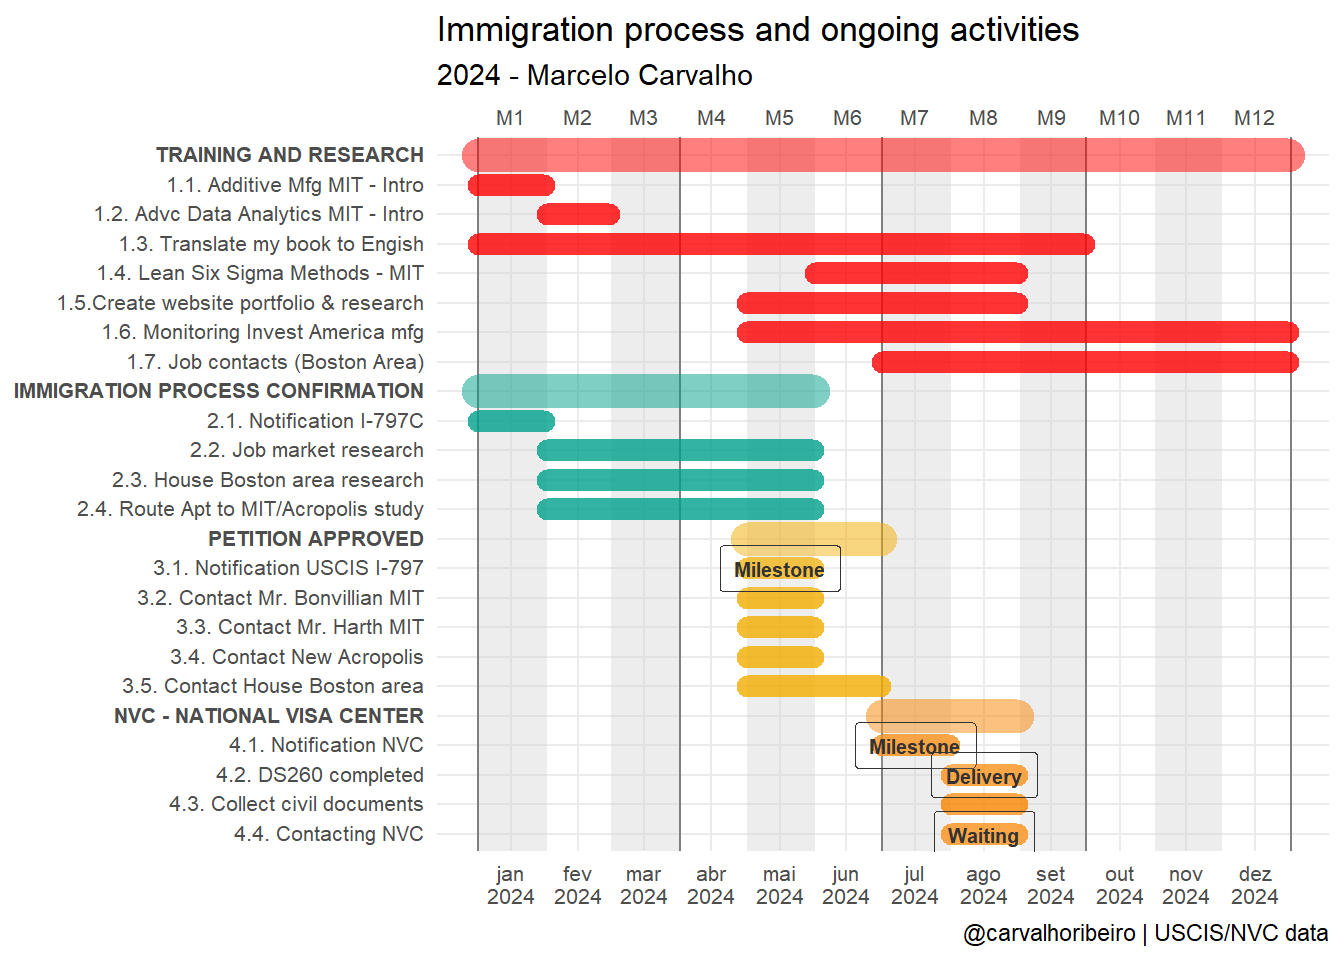 Immigration process and ongoing activities
2024 - Marcelo Carvalho
M1 M2 M3 M4 M5 M6 M7 M8 M9 M10 M11 M12
TRAINING AND RESEARCH
1.1. Additive Mfg MIT - Intro
1.2. Advc Data Analytics MIT - Intro
1.3. Translate my book to Engish
1.4. Lean Six Sigma Methods - MIT
1.5.Create website portfolio & research
1.6. Monitoring Invest America mfg
1.7. Job contacts (Boston Area)
IMMIGRATION PROCESS CONFIRMATION
2.1. Notification I-797C
2.2. Job market research
2.3. House Boston area research
2.4. Route Apt to MIT/Acropolis study
PETITION APPROVED
3.1. Notification USCIS I-797 Milestone
3.2. Contact Mr. Bonvillian MIT
3.3. Contact Mr. Harth MIT
3.4. Contact New Acropolis
3.5. Contact House Boston area
NVC - NATIONAL VISA CENTER
4.1. Notification NVC Milestone
4.2. DS260 completed Delivery
4.3. Collect civil documents
4.4. Contacting NVC Waiting
jan fev mar abr mai jun jul ago set out nov dez
2024 2024 2024 2024 2024 2024 2024 2024 2024 2024 2024 2024
@carvalhoribeiro | USCIS/NVC data